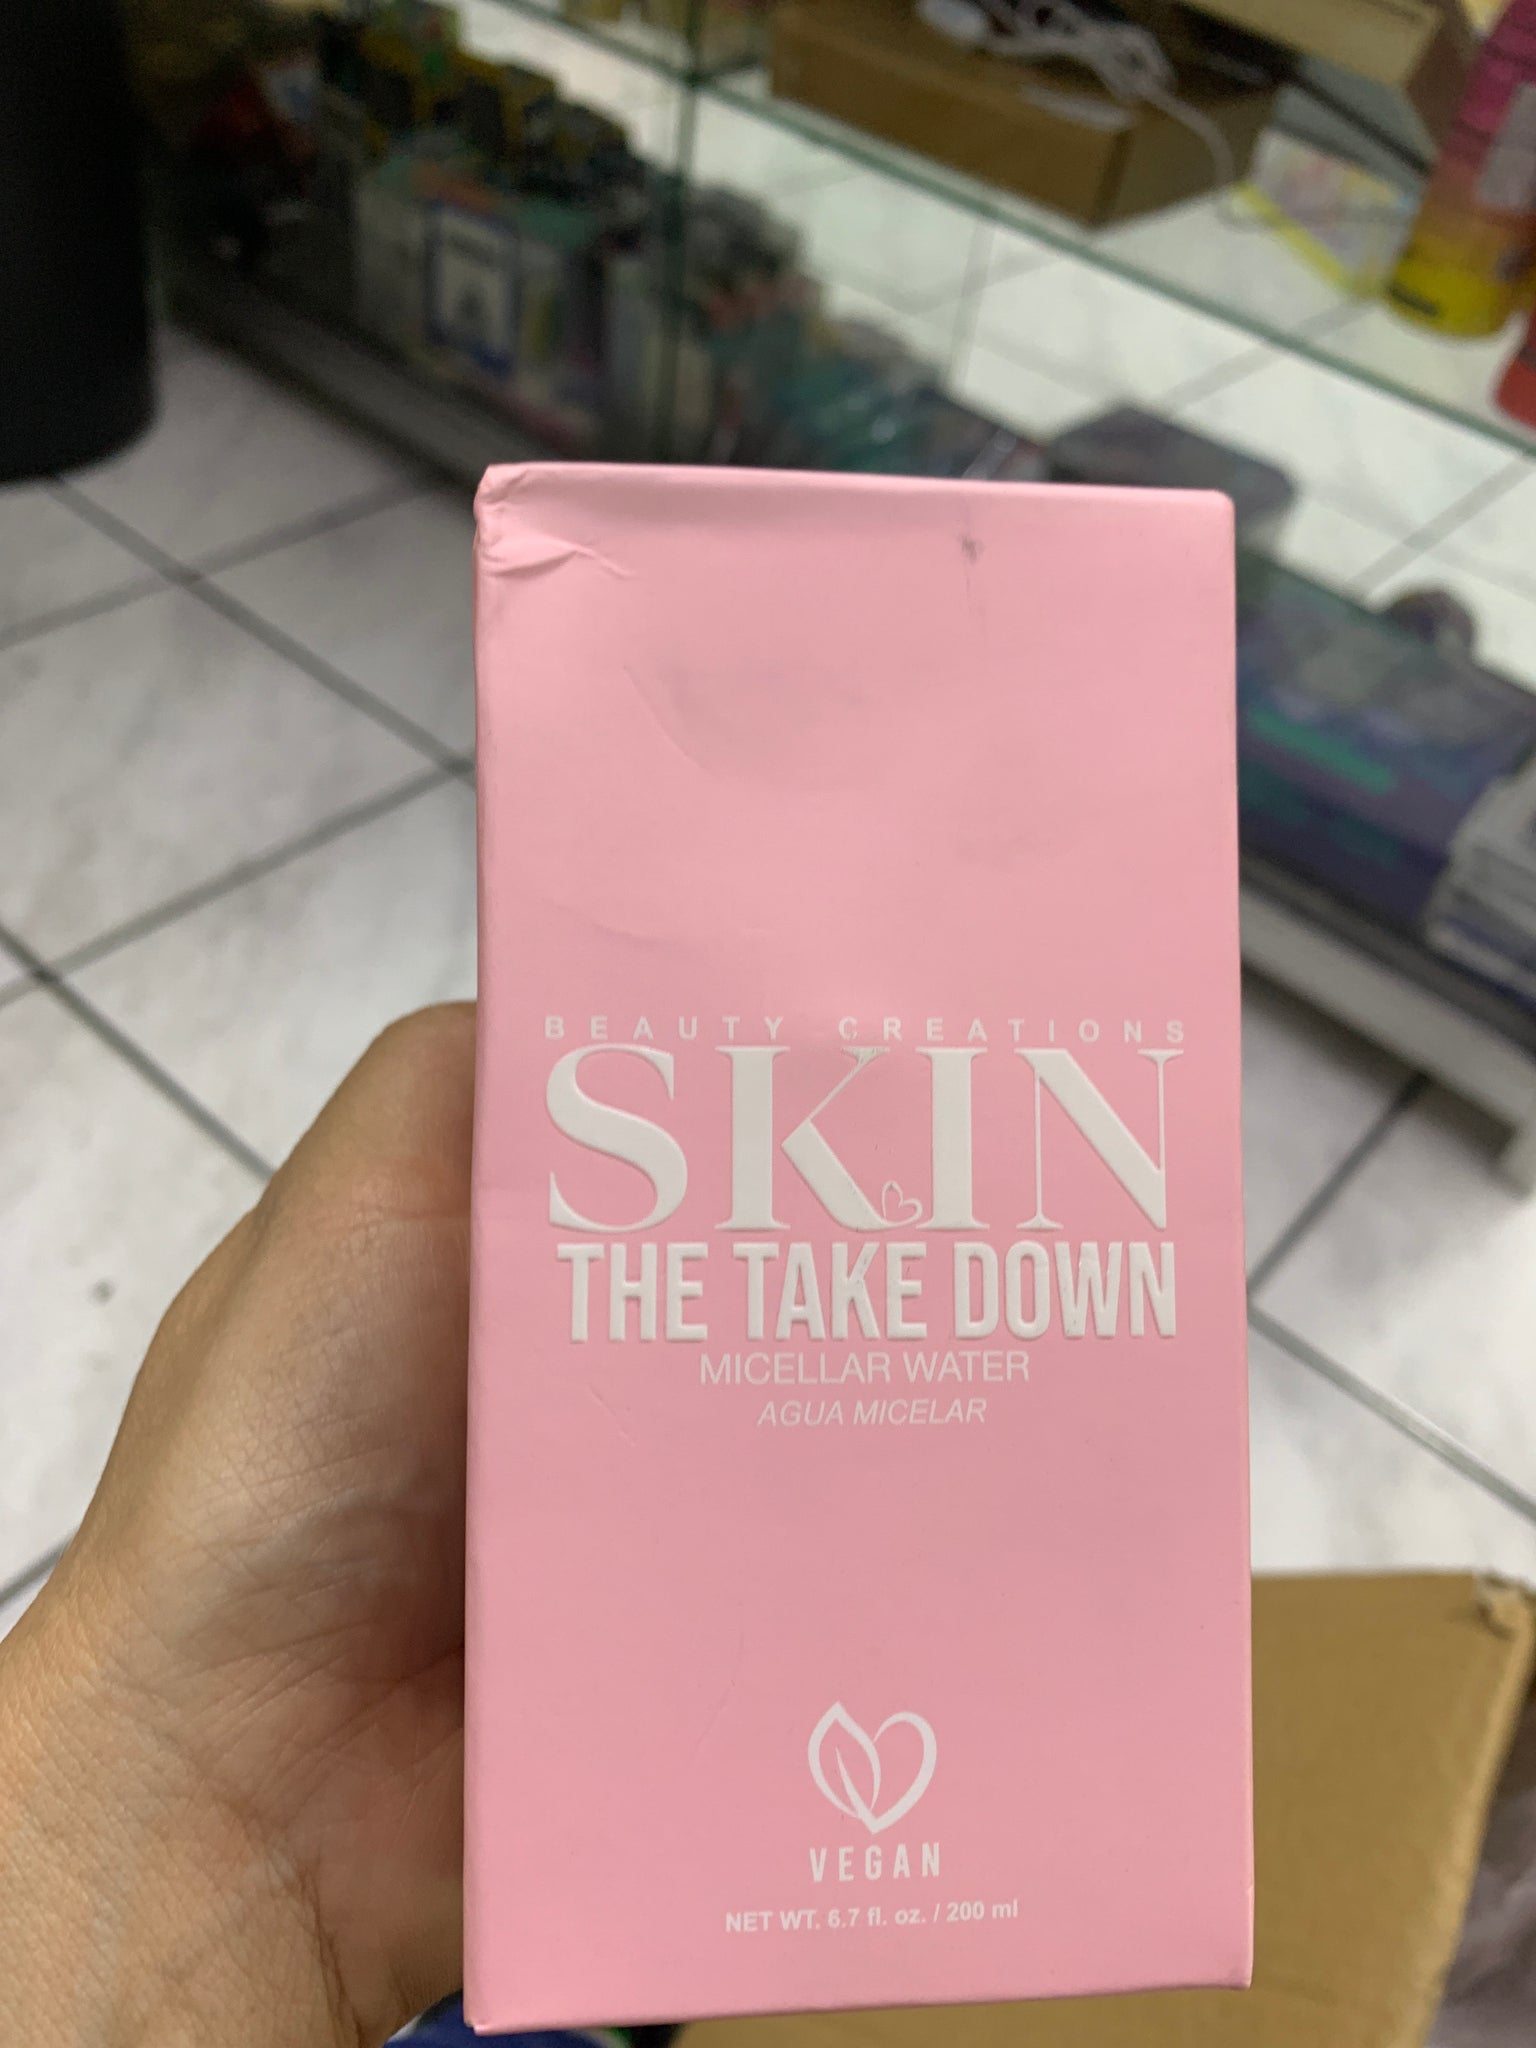 BEAUTY CREATIONS
SKIN
THE TAKE DOWN
MICELLAR WATER
AGUA MICELAR
VEGAN
NET WT. 6.7 fl. oz. / 200 ml